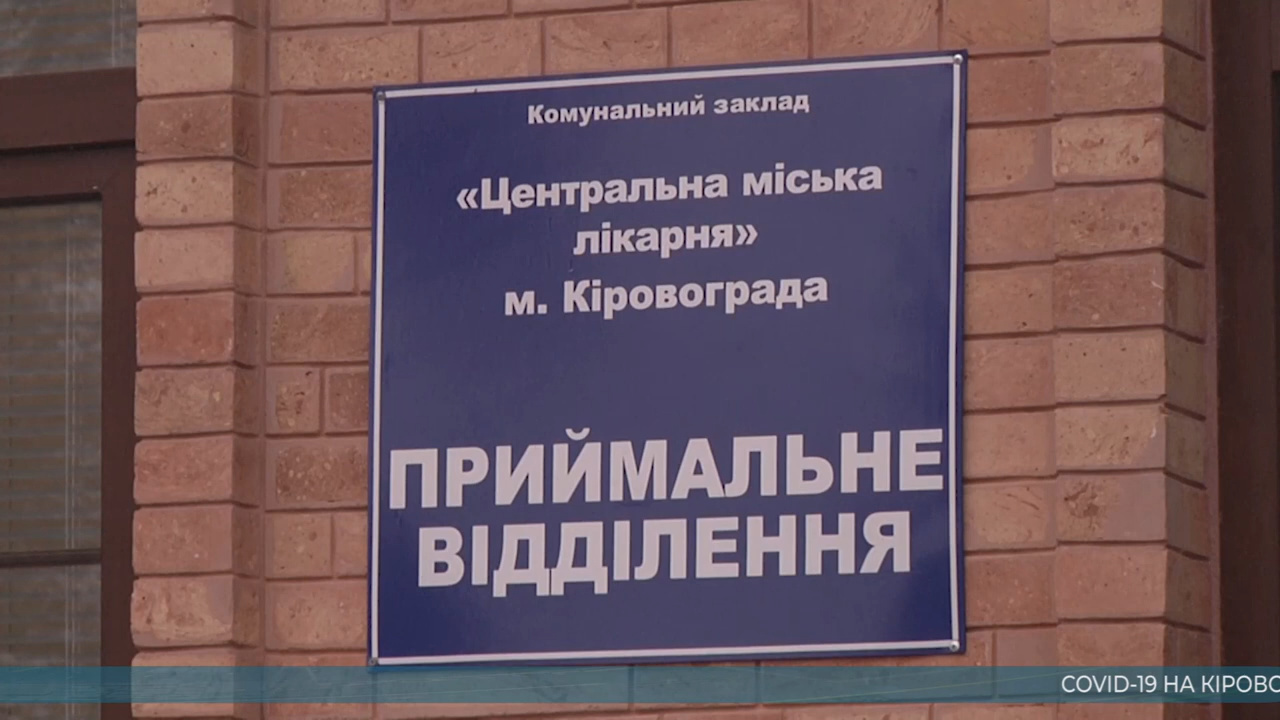 Комунальний заклад
«Центральна міська
лікарня»
м. Кіровограда
ПРИЙМАЛЬНЕ
ВІДДІЛЕННЯ
COVID-19 НА